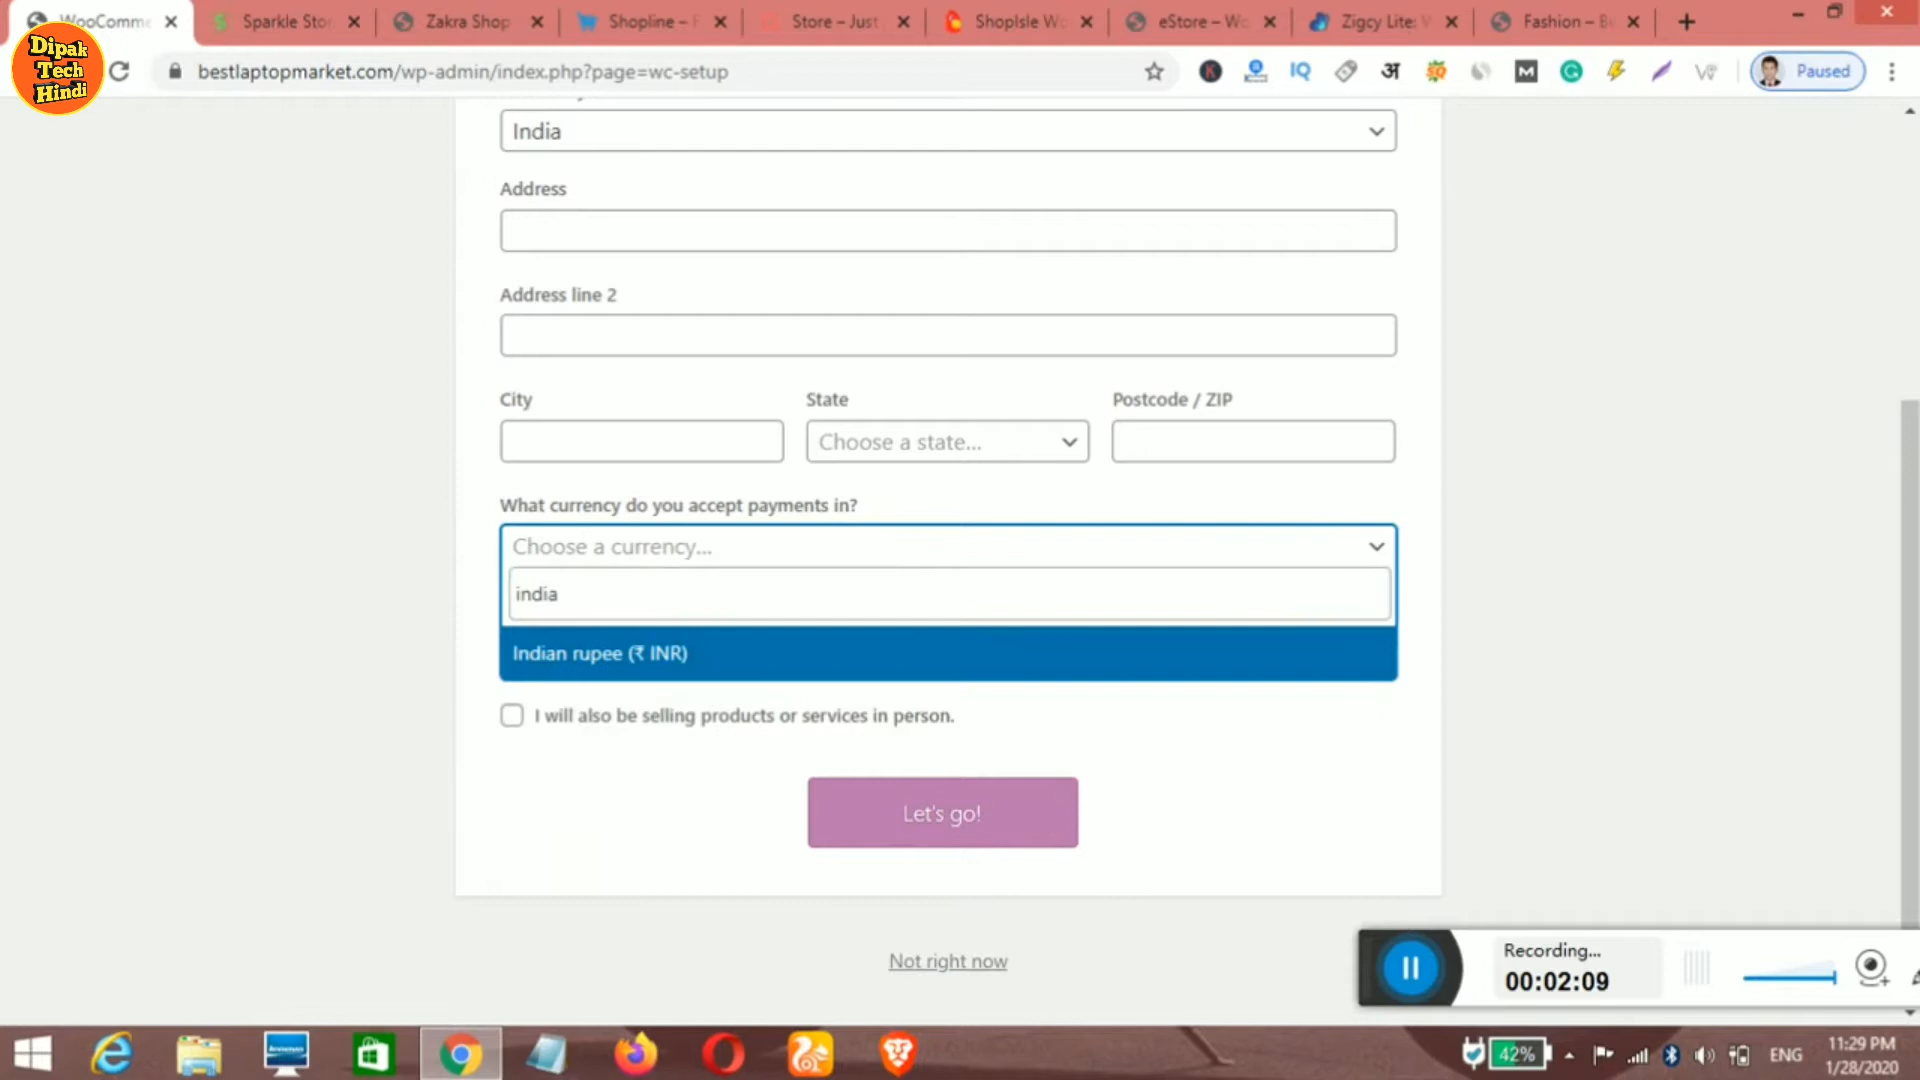 WooComme
Sparkle Sto
Zakra Shop
Shopline – F
Store – Just
ShopIsle Wo
eStore – Wo
Zigcy Lite: W
Fashion – Be
Dipak
Tech
Hindi
bestlaptopmarket.com/wp-admin/index.php?page=wc-setup
IQ
अ
M
Paused
India
Address
Address line 2
City
State
Postcode / ZIP
Choose a state...
What currency do you accept payments in?
Choose a currency...
india
Indian rupee (₹ INR)
I will also be selling products or services in person.
Let's go!
Not right now
Recording...
00:02:09
42%
ENG
11:29 PM
1/28/2020